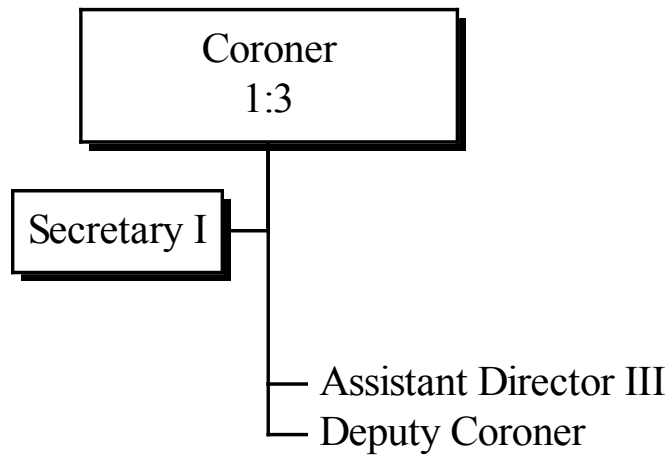 Coroner
1:3
Secretary I
Assistant Director III
Deputy Coroner